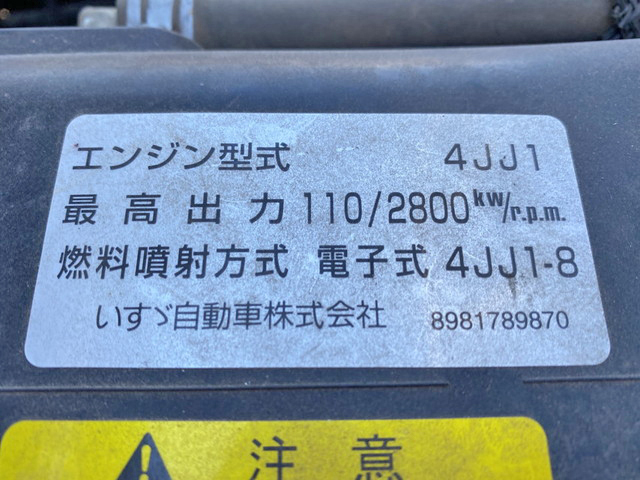 エンジン型式 4JJ1
最高出力 110/2800kW/r.p.m.
燃料噴射方式 電子式 4JJ1-8
いすゞ自動車株式会社 8981789870
注意